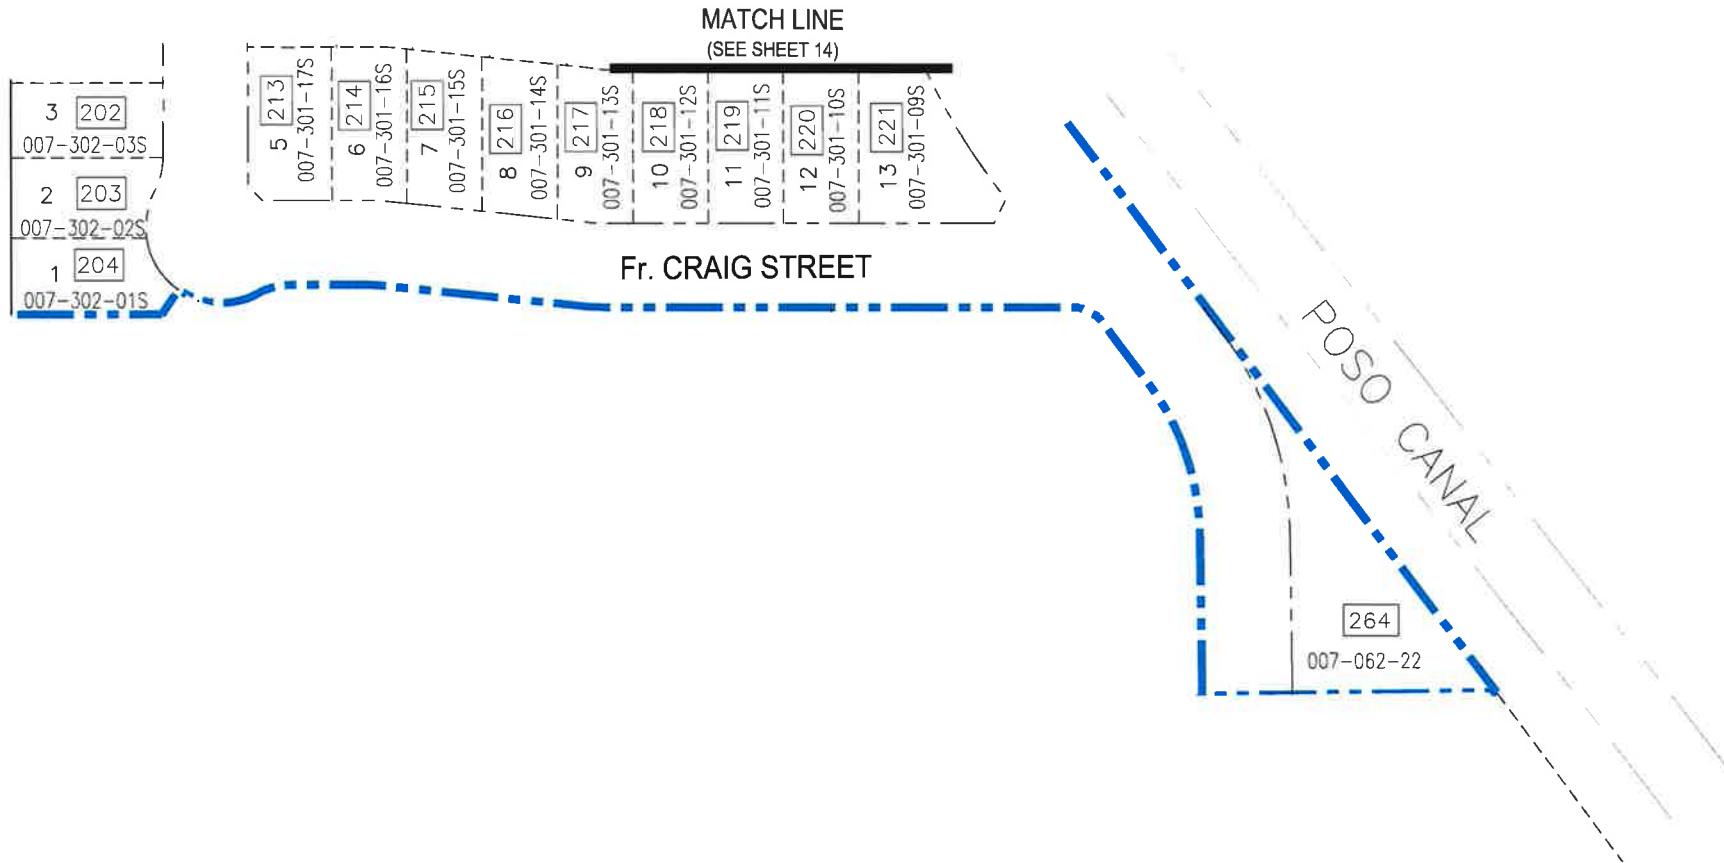 MATCH LINE
(SEE SHEET 14)
3 202
007-302-03S
2 203
007-302-02S
1 204
007-302-01S
5 213
007-301-17S
6 214
007-301-16S
7 215
007-301-15S
8 216
007-301-14S
9 217
007-301-13S
10 218
007-301-12S
11 219
007-301-11S
12 220
007-301-10S
13 221
007-301-09S
Fr. CRAIG STREET
POSO CANAL
264
007-062-22